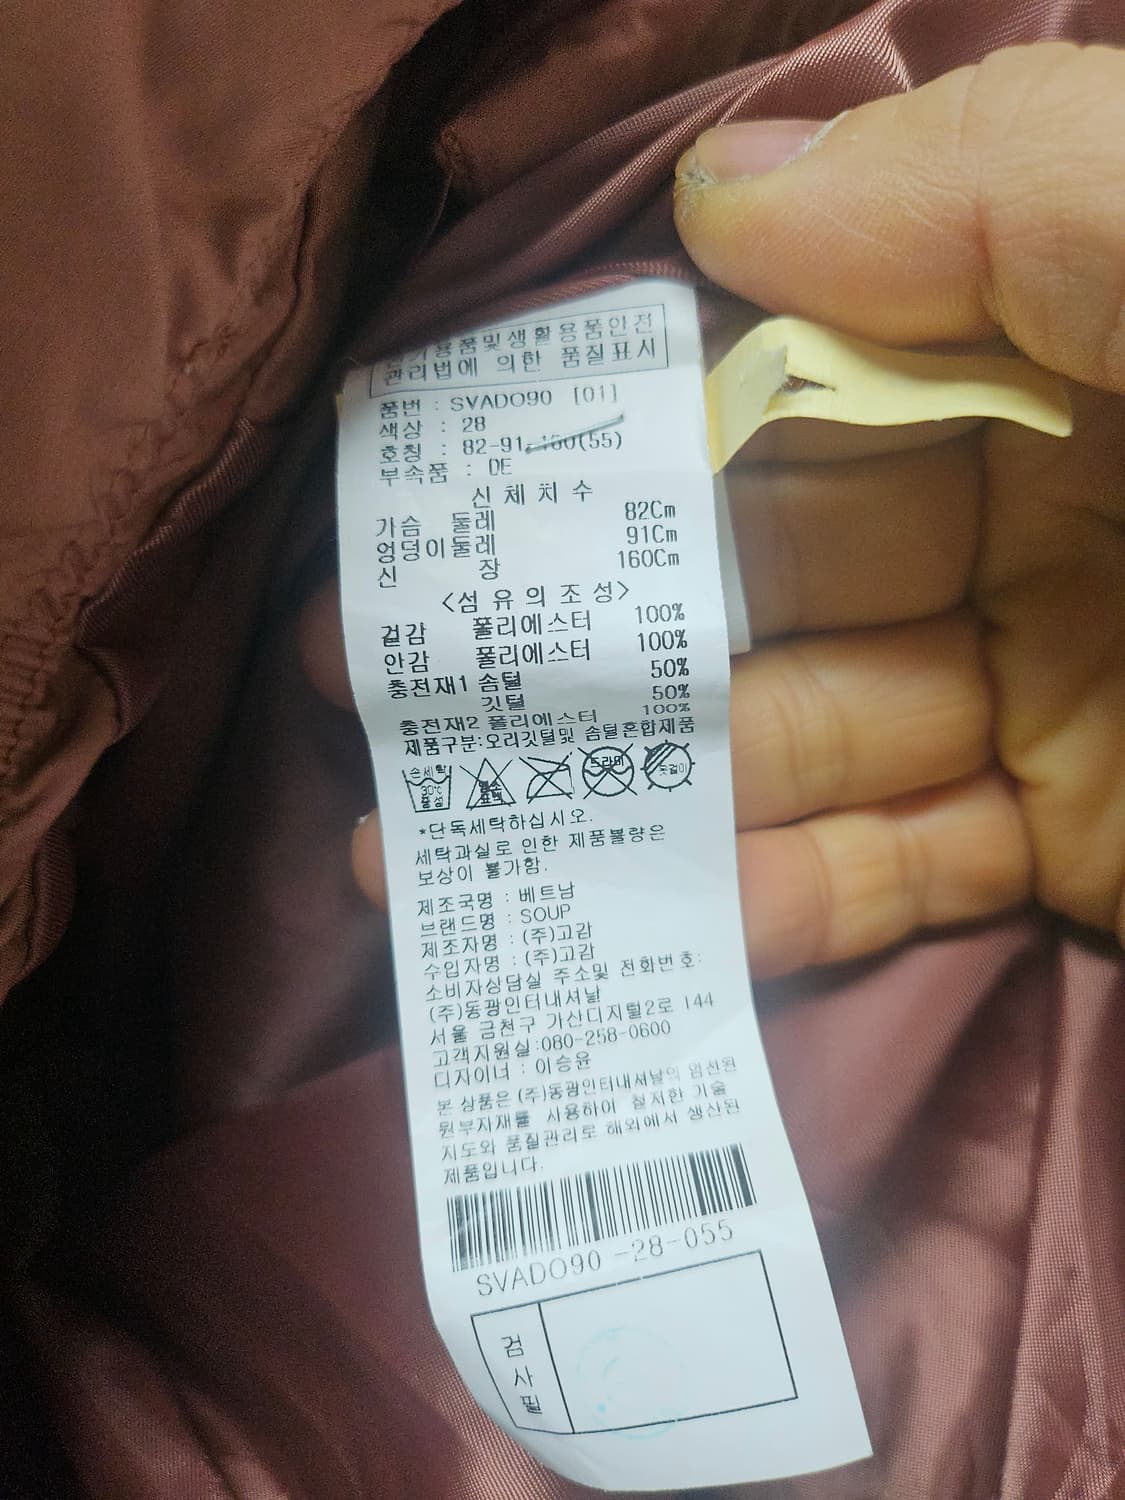 전기용품및생활용품안전
관리법에 의한 품질표시
품번 : SVADO90 [01]
색상 : 28
호칭 : 82-91-160(55)
부속품 : DE
신체치수
가슴 둘레 82Cm
엉덩이둘레 91Cm
신 장 160Cm
<섬유의조성>
겉감 폴리에스터 100%
안감 폴리에스터 100%
충전재1 솜털 50%
깃털 50%
충전재2 폴리에스터 100%
제품구분:오리깃털및 솜털혼합제품
손세탁 30℃ 중성 염소 표백 드라이 옷걸이
*단독세탁하십시오.
세탁과실로 인한 제품불량은
보상이 불가함.
제조국명 : 베트남
브랜드명 : SOUP
제조자명 : (주)고감
수입자명 : (주)고감
소비자상담실 주소및 전화번호:
(주)동광인터내셔날
서울 금천구 가산디지털2로 144
고객지원실:080-258-0600
디자이너 : 이승윤
본 상품은 (주)동광인터내셔날의 엄선된
원부자재를 사용하여 철저한 기술
지도와 품질관리로 해외에서 생산된
제품입니다.
SVADO90 -28-055
검사필